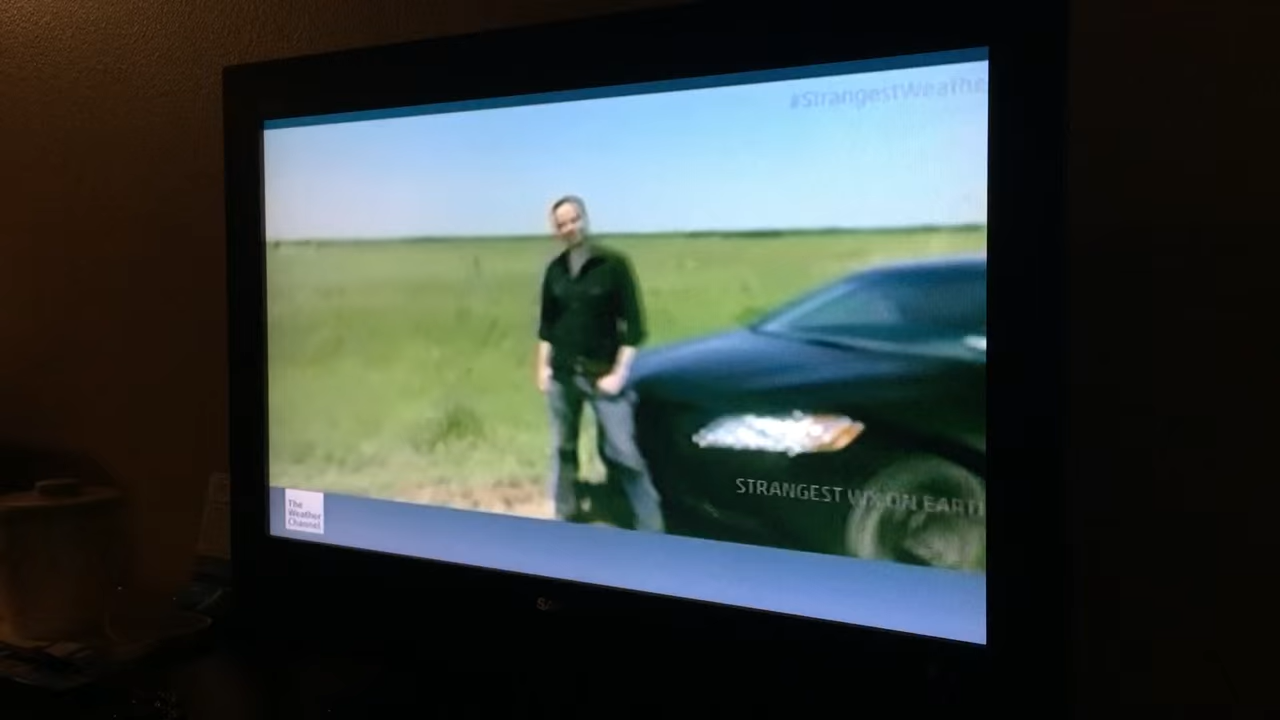 #StrangestWeathe
STRANGEST WX ON EARTH
The
Weather
Channel